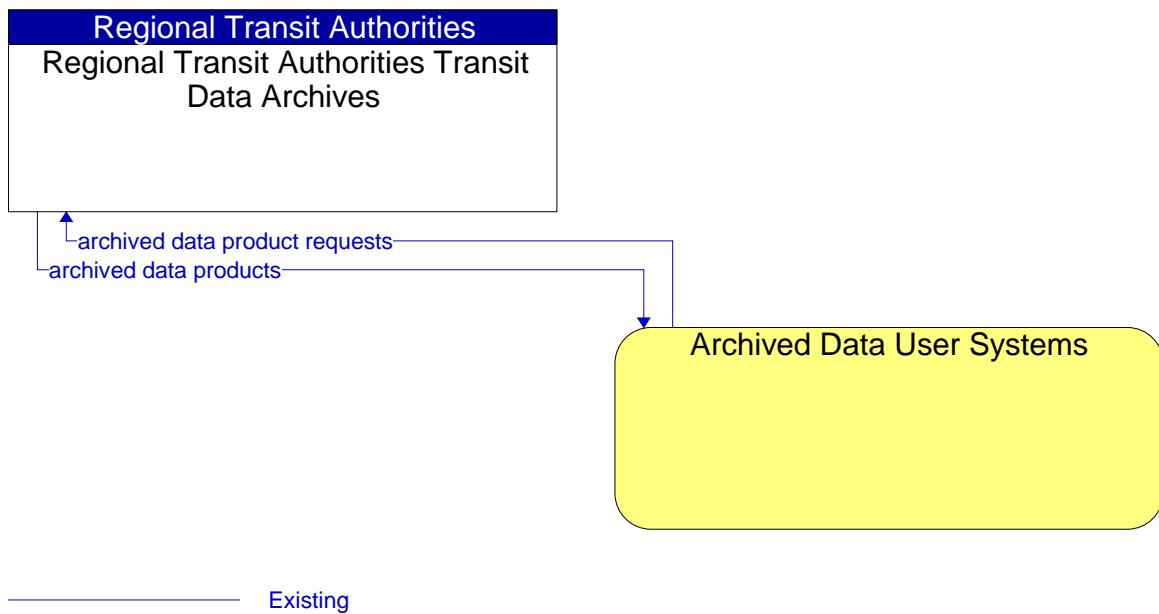 Regional Transit Authorities
Regional Transit Authorities Transit
Data Archives
archived data product requests
archived data products
Archived Data User Systems
Existing